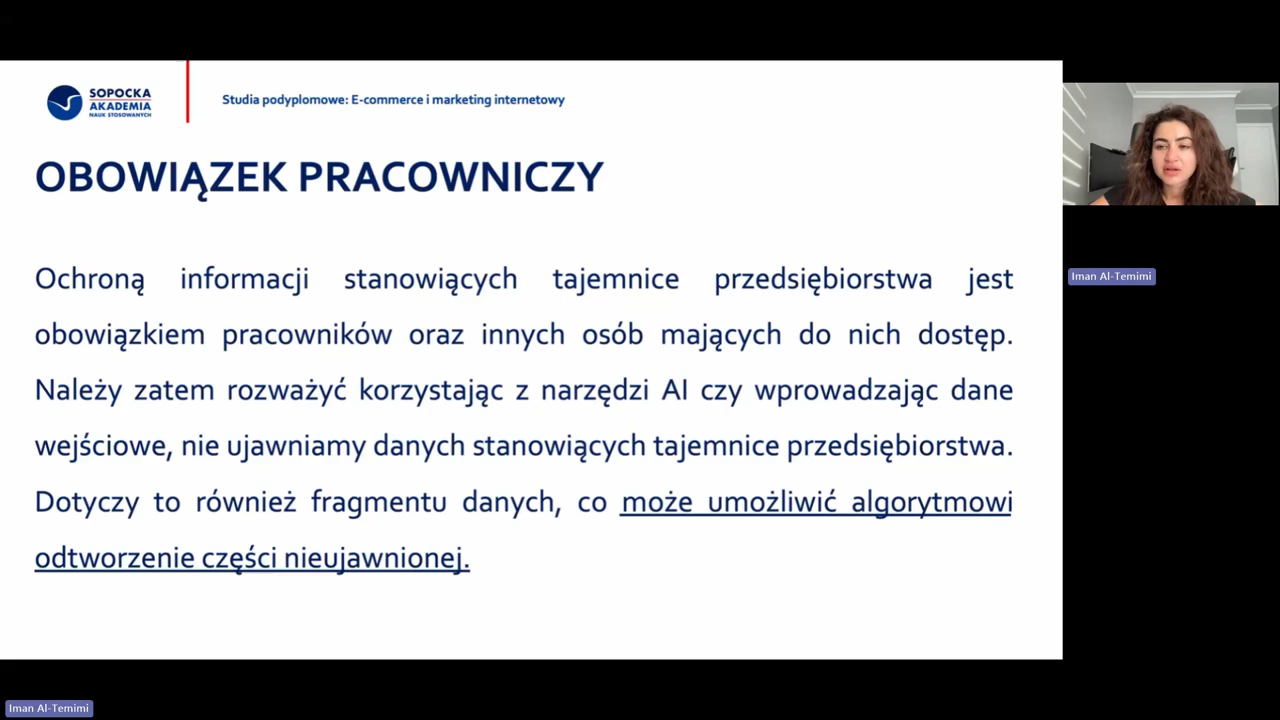 SOPOCKA
AKADEMIA
NAUK STOSOWANYCH
Studia podyplomowe: E-commerce i marketing internetowy
OBOWIĄZEK PRACOWNICZY
Ochroną informacji stanowiących tajemnice przedsiębiorstwa jest
obowiązkiem pracowników oraz innych osób mających do nich dostęp.
Należy zatem rozważyć korzystając z narzędzi AI czy wprowadzając dane
wejściowe, nie ujawniamy danych stanowiących tajemnice przedsiębiorstwa.
Dotyczy to również fragmentu danych, co może umożliwić algorytmowi
odtworzenie części nieujawnionej.
Iman Al-Temimi
Iman Al-Temimi